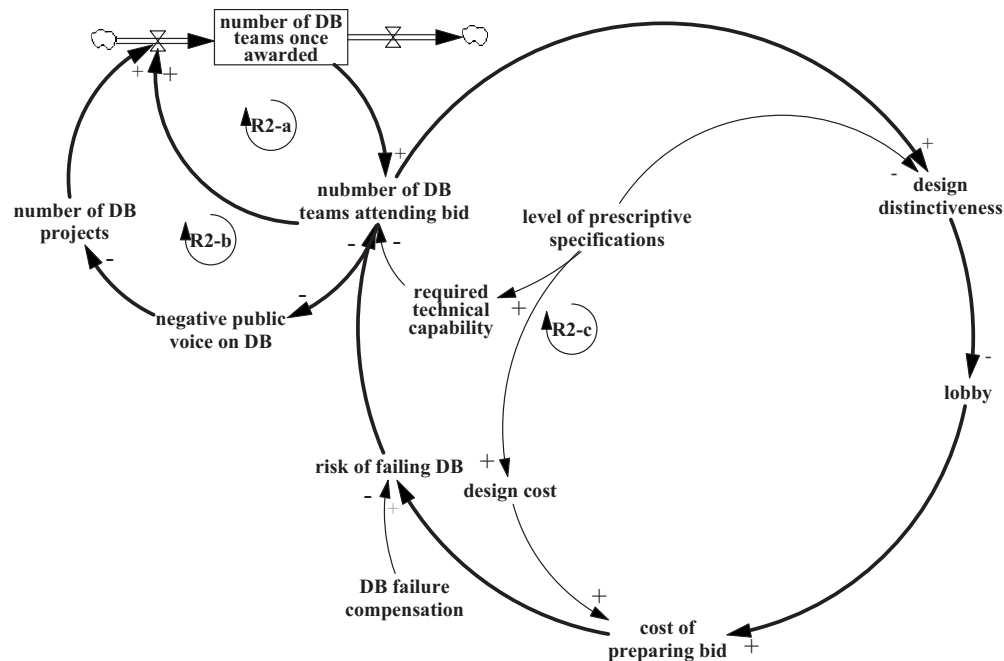 number of DB
teams once
awarded
+
+
R2-a
+
+
nubmber of DB
teams attending bid
-
design
distinctiveness
number of DB
projects
R2-b
level of prescriptive
specifications
-
-
-
-
required
technical
capability
+
R2-c
negative public
voice on DB
-
lobby
risk of failing DB
+
design cost
-
+
DB failure
compensation
+
cost of
preparing bid
+